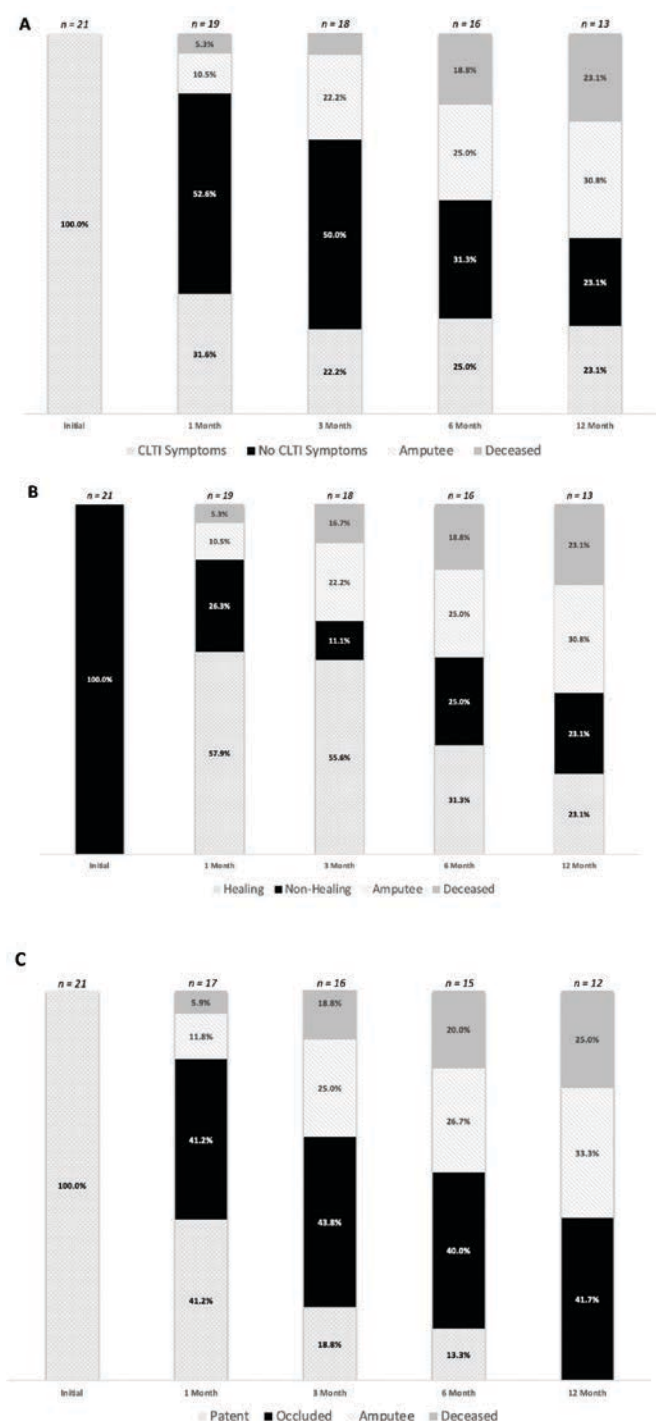 A
n = 21 n = 19 n = 18 n = 16 n = 13
5.3% 18.8% 23.1%
10.5% 22.2% 25.0% 30.8%
100.0% 52.6% 50.0% 31.3% 23.1%
31.6% 22.2% 25.0% 23.1%
Initial 1 Month 3 Month 6 Month 12 Month
CLTI Symptoms No CLTI Symptoms Amputee Deceased
B
n = 21 n = 19 n = 18 n = 16 n = 13
5.3% 16.7% 18.8% 23.1%
10.5% 22.2% 25.0% 30.8%
100.0% 26.3% 11.1% 25.0% 23.1%
57.9% 55.6% 31.3% 23.1%
Initial 1 Month 3 Month 6 Month 12 Month
Healing Non-Healing Amputee Deceased
C
n = 21 n = 17 n = 16 n = 15 n = 12
5.9% 18.8% 20.0% 25.0%
11.8% 25.0% 26.7% 33.3%
100.0% 41.2% 43.8% 40.0% 41.7%
41.2% 18.8% 13.3%
Initial 1 Month 3 Month 6 Month 12 Month
Patent Occluded Amputee Deceased